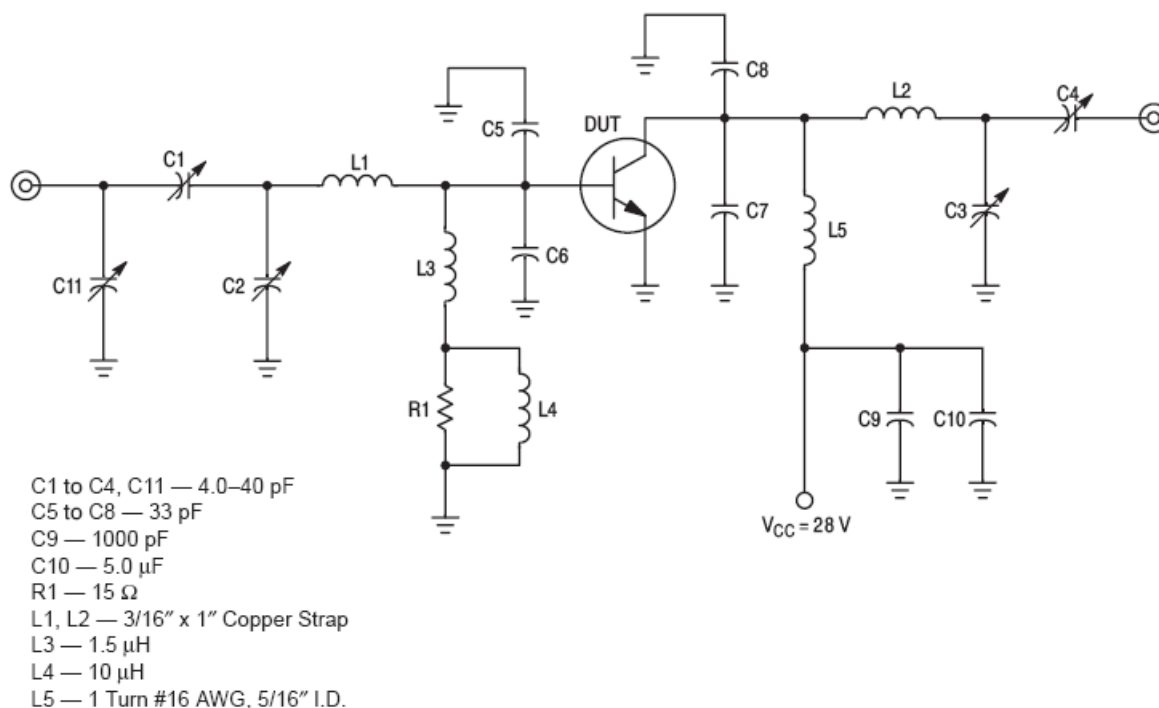 C8
L2
C4
C5
DUT
C1
L1
C7
C3
L5
C6
L3
C11
C2
R1
L4
C9
C10
C1 to C4, C11 — 4.0–40 pF
C5 to C8 — 33 pF
VCC = 28 V
C9 — 1000 pF
C10 — 5.0 μF
R1 — 15 Ω
L1, L2 — 3/16″ x 1″ Copper Strap
L3 — 1.5 μH
L4 — 10 μH
L5 — 1 Turn #16 AWG, 5/16″ I.D.